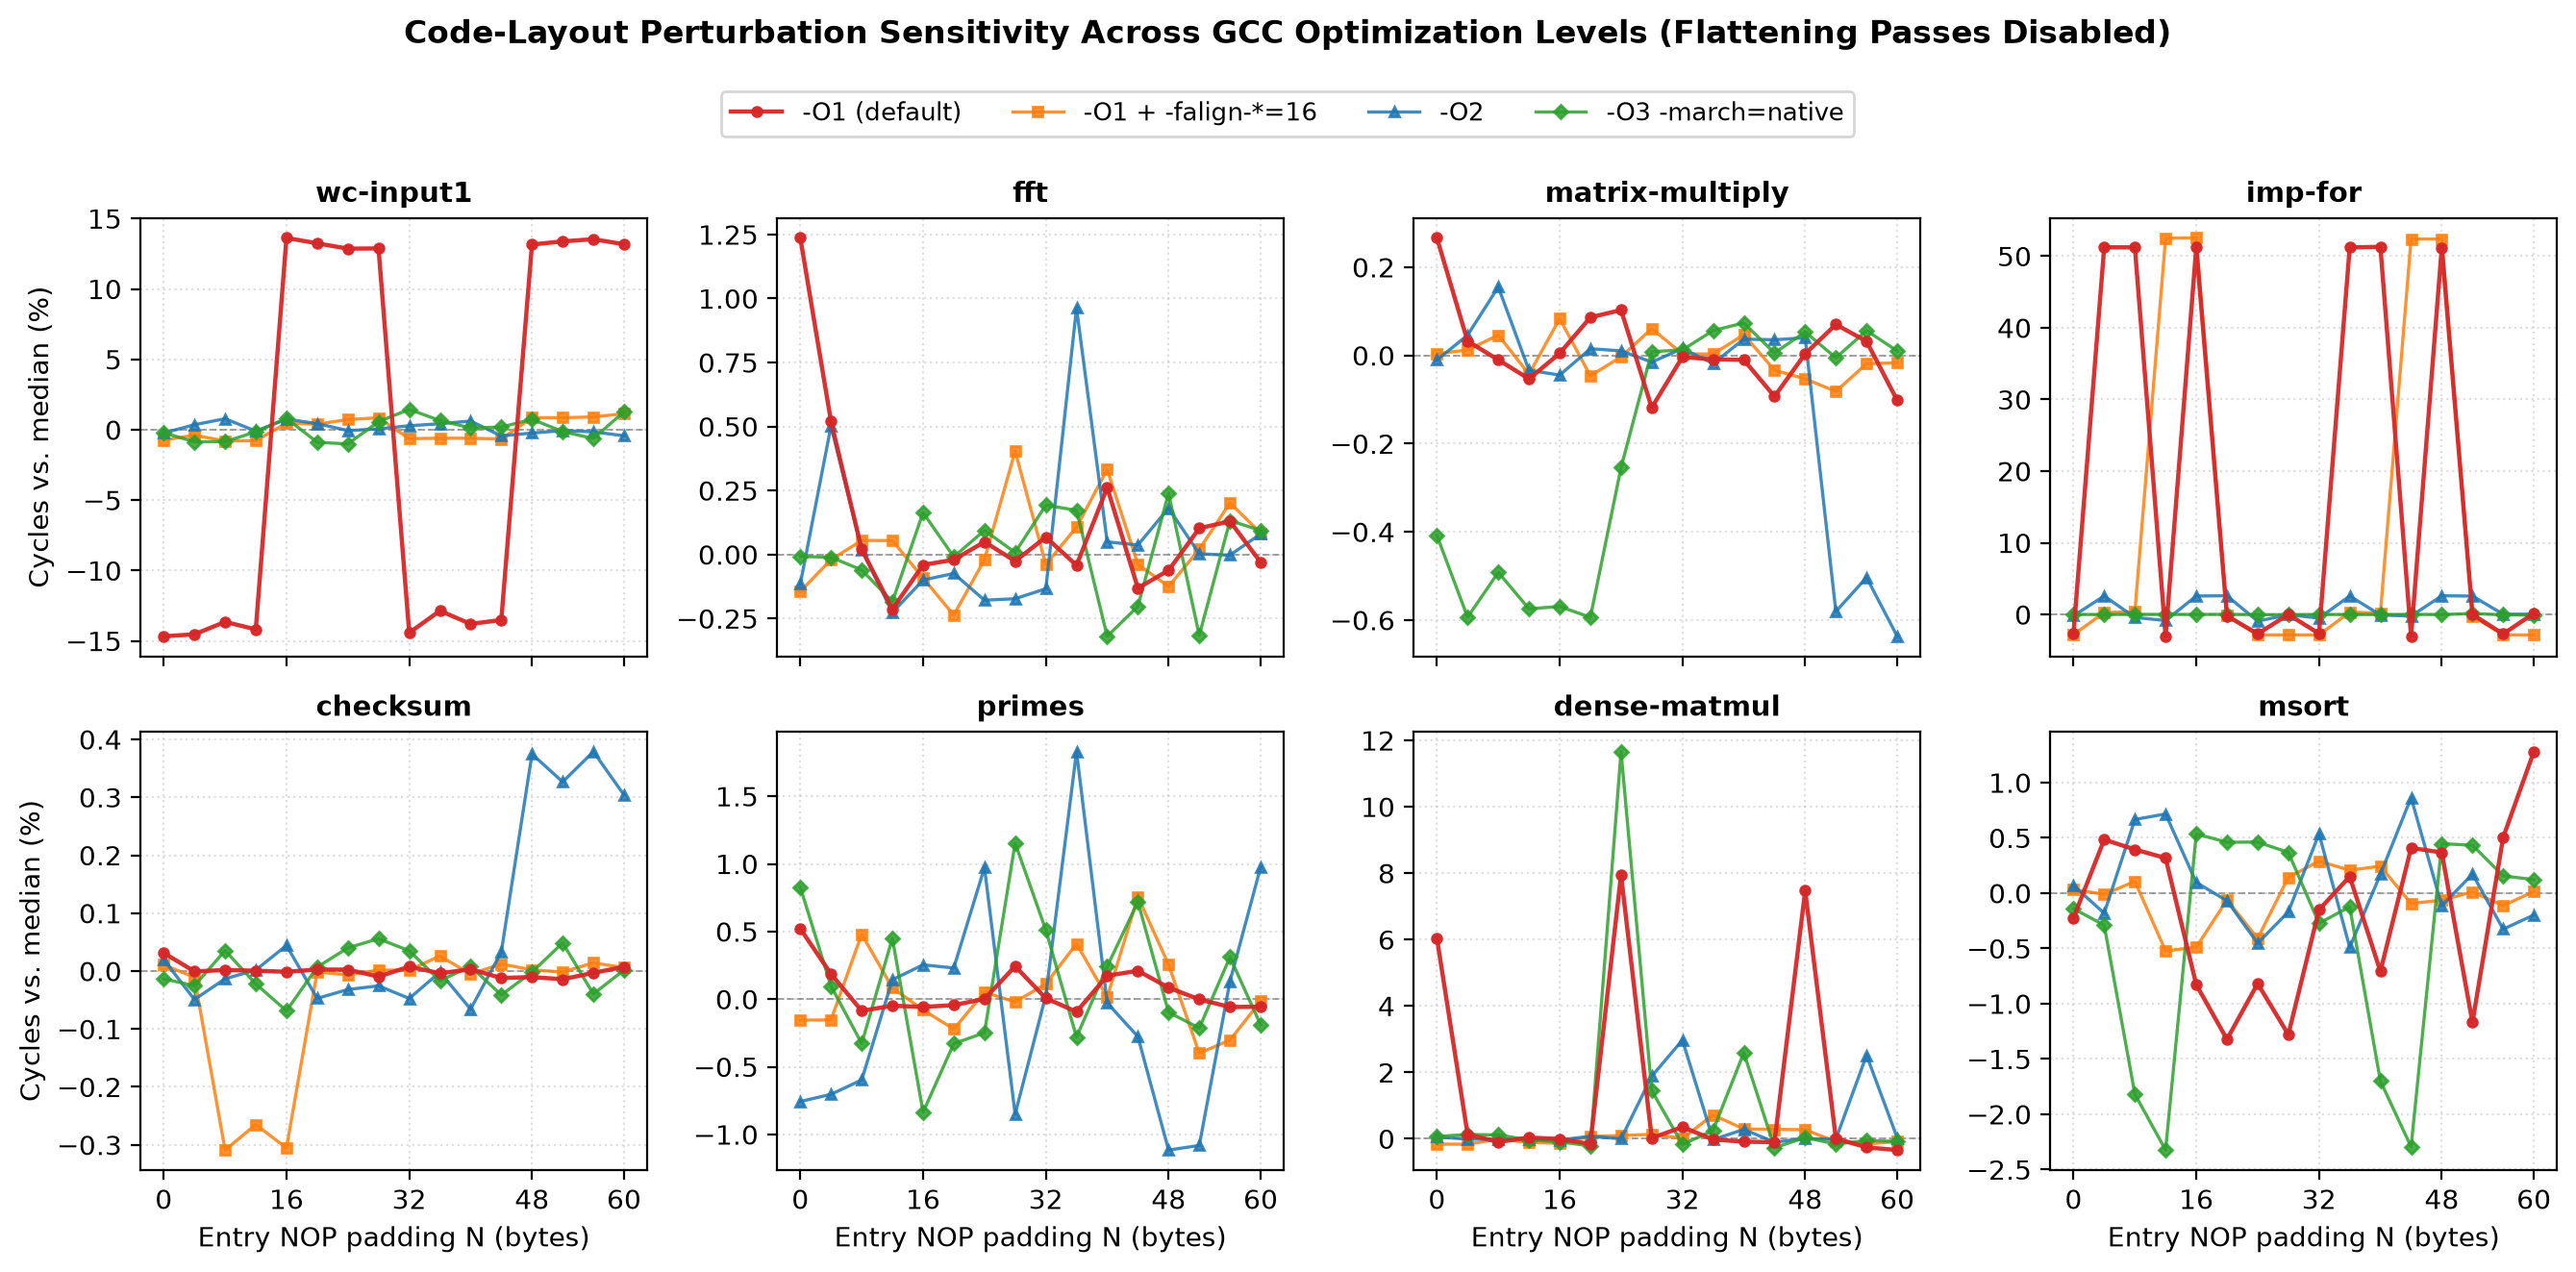 Code-Layout Perturbation Sensitivity Across GCC Optimization Levels (Flattening Passes Disabled)
-O1 (default)
-O1 + -falign-*=16
-O2
-O3 -march=native
wc-input1
15
10
5
0
−5
−10
−15
Cycles vs. median (%)
fft
1.25
1.00
0.75
0.50
0.25
0.00
−0.25
matrix-multiply
0.2
0.0
−0.2
−0.4
−0.6
imp-for
50
40
30
20
10
0
checksum
0.4
0.3
0.2
0.1
0.0
−0.1
−0.2
−0.3
Cycles vs. median (%)
0 16 32 48 60
Entry NOP padding N (bytes)
primes
1.5
1.0
0.5
0.0
−0.5
−1.0
0 16 32 48 60
Entry NOP padding N (bytes)
dense-matmul
12
10
8
6
4
2
0
0 16 32 48 60
Entry NOP padding N (bytes)
msort
1.0
0.5
0.0
−0.5
−1.0
−1.5
−2.0
−2.5
0 16 32 48 60
Entry NOP padding N (bytes)